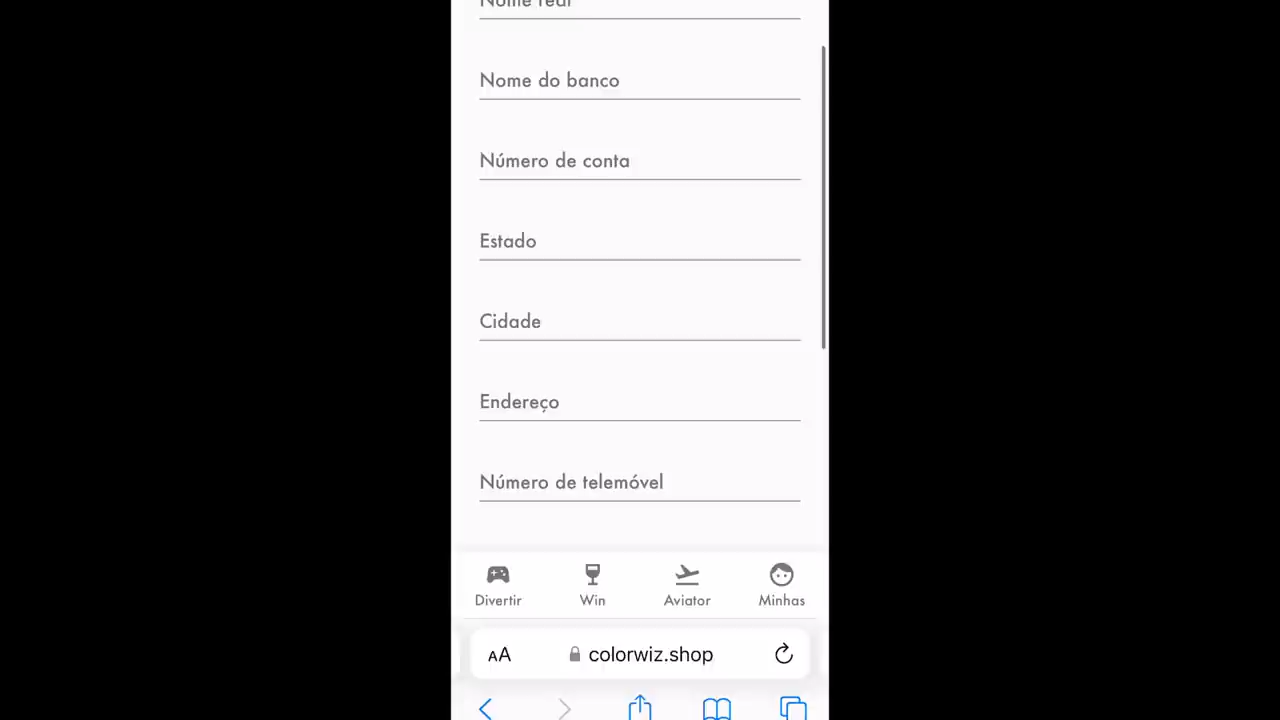 Nome real
Nome do banco
Número de conta
Estado
Cidade
Endereço
Número de telemóvel
Divertir
Win
Aviator
Minhas
AA
colorwiz.shop